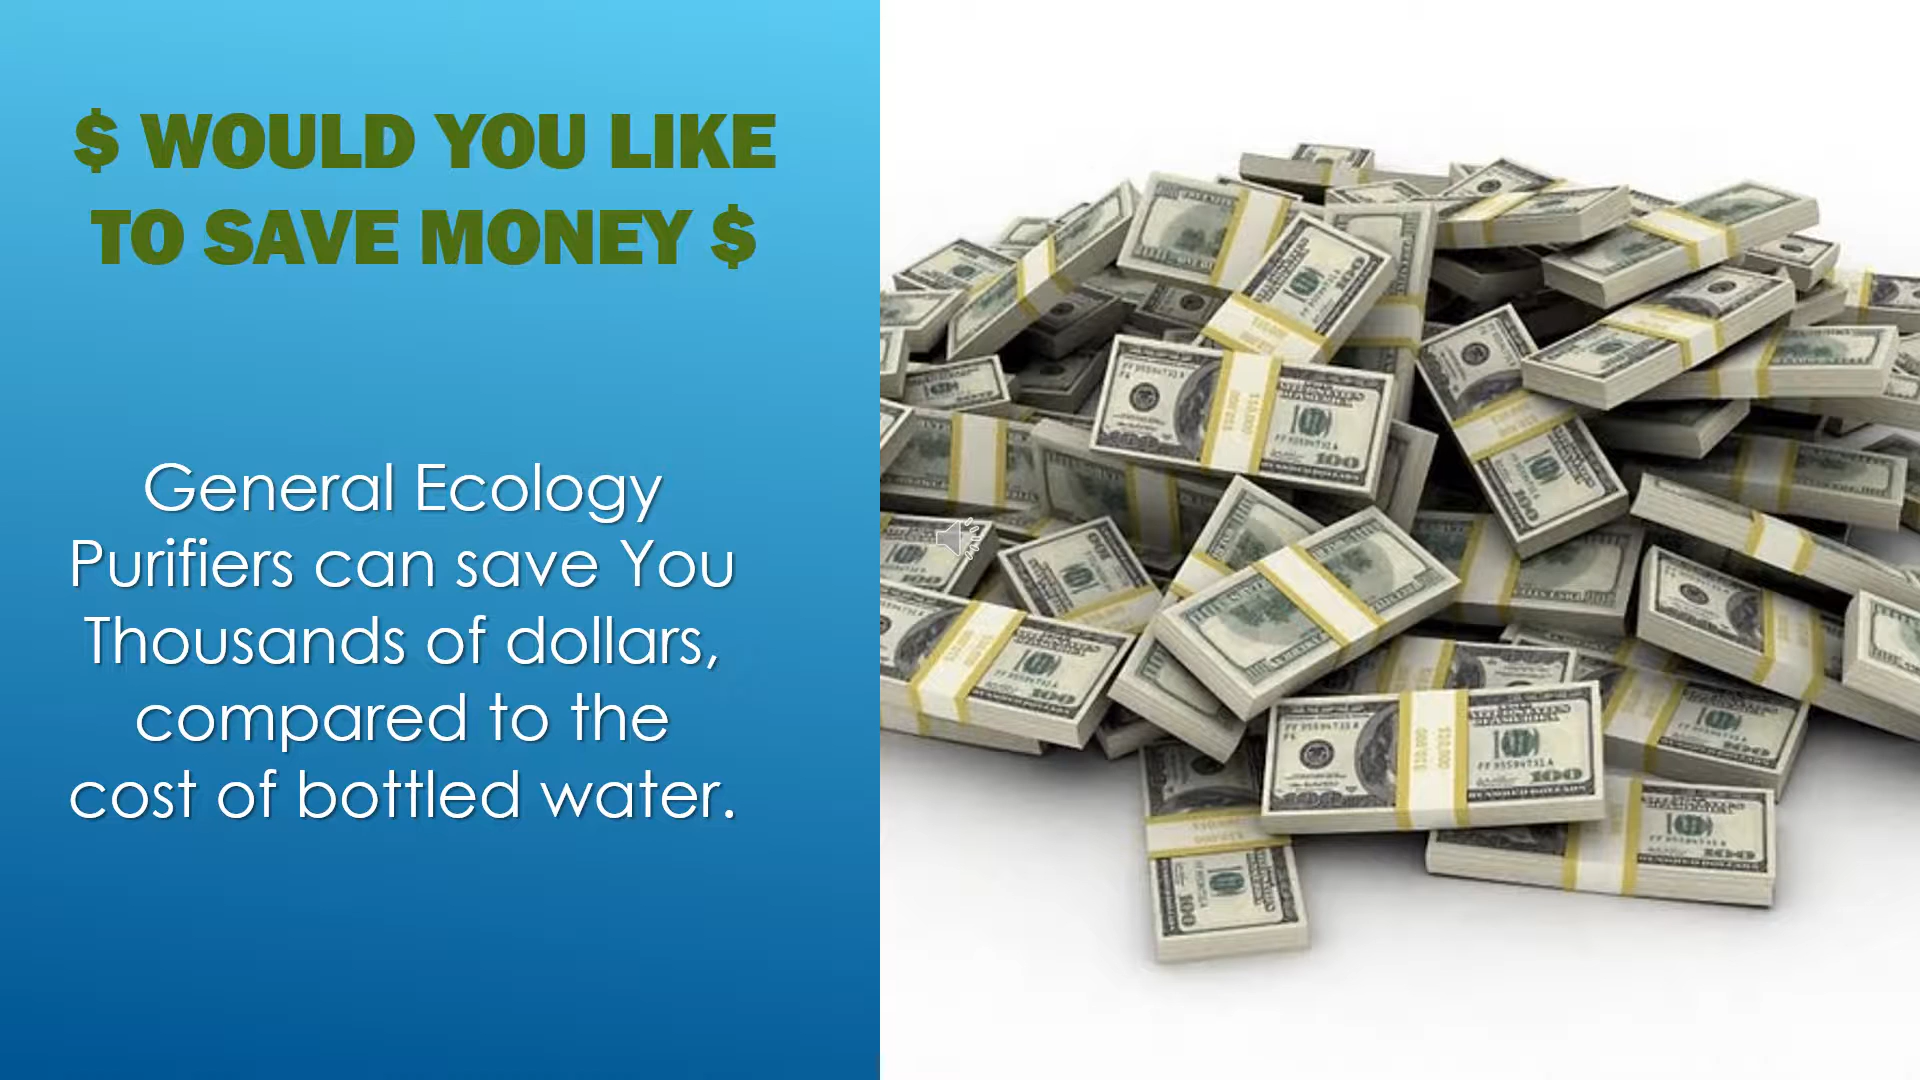 $ WOULD YOU LIKE
TO SAVE MONEY $
General Ecology
Purifiers can save You
Thousands of dollars,
compared to the
cost of bottled water.